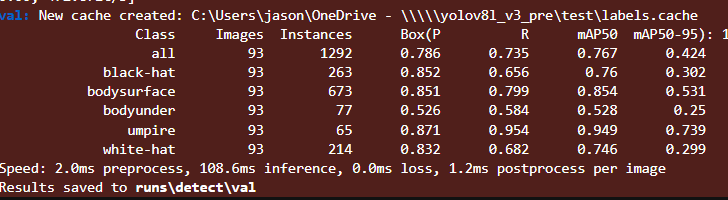 val: New cache created: C:\Users\jason\OneDrive - \\\\\yolov8l_v3_pre\test\labels.cache
Class Images Instances Box(P R mAP50 mAP50-95): 1
all 93 1292 0.786 0.735 0.767 0.424
black-hat 93 263 0.852 0.656 0.76 0.302
bodysurface 93 673 0.851 0.799 0.854 0.531
bodyunder 93 77 0.526 0.584 0.528 0.25
umpire 93 65 0.871 0.954 0.949 0.739
white-hat 93 214 0.832 0.682 0.746 0.299
Speed: 2.0ms preprocess, 108.6ms inference, 0.0ms loss, 1.2ms postprocess per image
Results saved to runs\detect\val